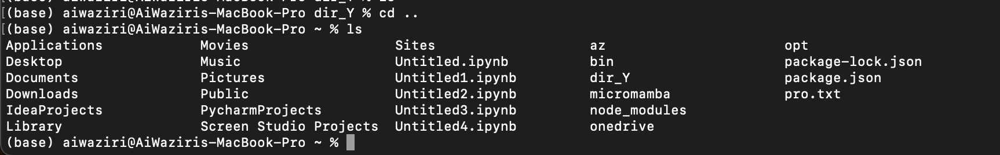 [(base) aiwaziri@AiWaziris-MacBook-Pro dir_Y % cd ..
[(base) aiwaziri@AiWaziris-MacBook-Pro ~ % ls
Applications Movies Sites az opt
Desktop Music Untitled.ipynb bin package-lock.json
Documents Pictures Untitled1.ipynb dir_Y package.json
Downloads Public Untitled2.ipynb micromamba pro.txt
IdeaProjects PycharmProjects Untitled3.ipynb node_modules
Library Screen Studio Projects Untitled4.ipynb onedrive
(base) aiwaziri@AiWaziris-MacBook-Pro ~ %